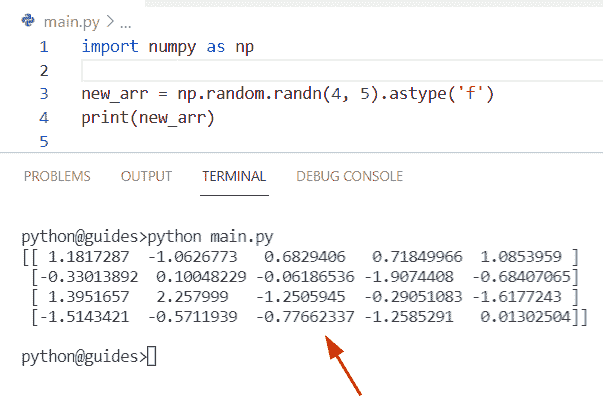 main.py > ...
1 import numpy as np
2
3 new_arr = np.random.randn(4, 5).astype('f')
4 print(new_arr)
5
PROBLEMS OUTPUT TERMINAL DEBUG CONSOLE
python@guides>python main.py
[[ 1.1817287  -1.0626773   0.6829406   0.71849966  1.0853959 ]
 [-0.33013892  0.10048229 -0.06186536 -1.9074408  -0.68407065]
 [ 1.3951657   2.257999   -1.2505945  -0.29051083 -1.6177243 ]
 [-1.5143421  -0.5711939  -0.77662337 -1.2585291   0.01302504]]
python@guides>